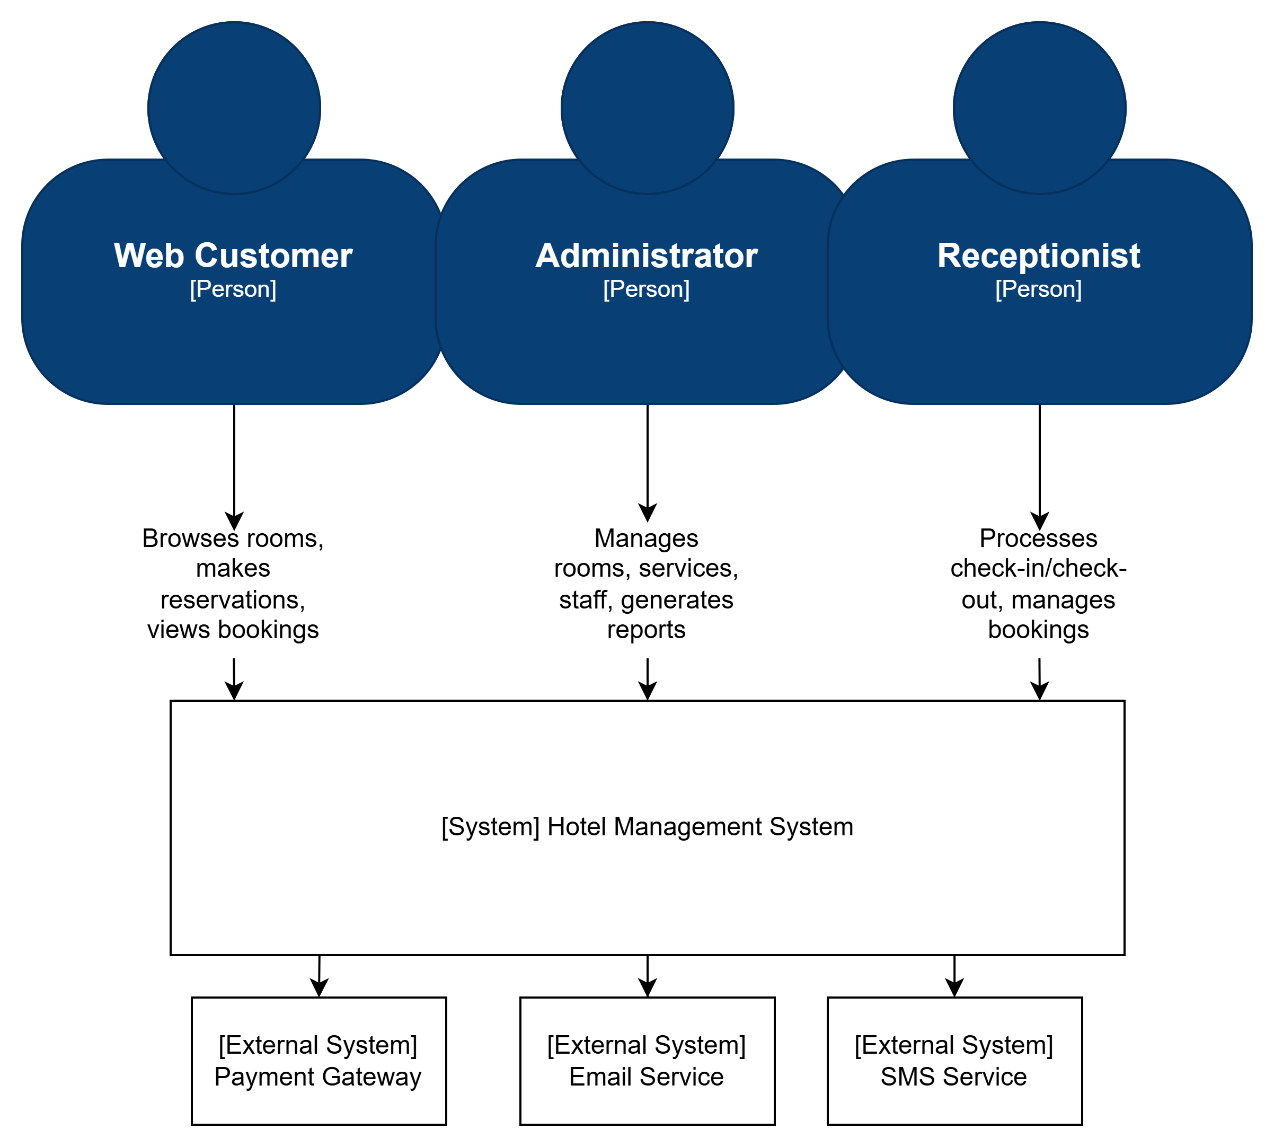 Web Customer
[Person]
Administrator
[Person]
Receptionist
[Person]
Browses rooms,
makes
reservations,
views bookings
Manages
rooms, services,
staff, generates
reports
Processes
check-in/check-
out, manages
bookings
[System] Hotel Management System
[External System]
Payment Gateway
[External System]
Email Service
[External System]
SMS Service